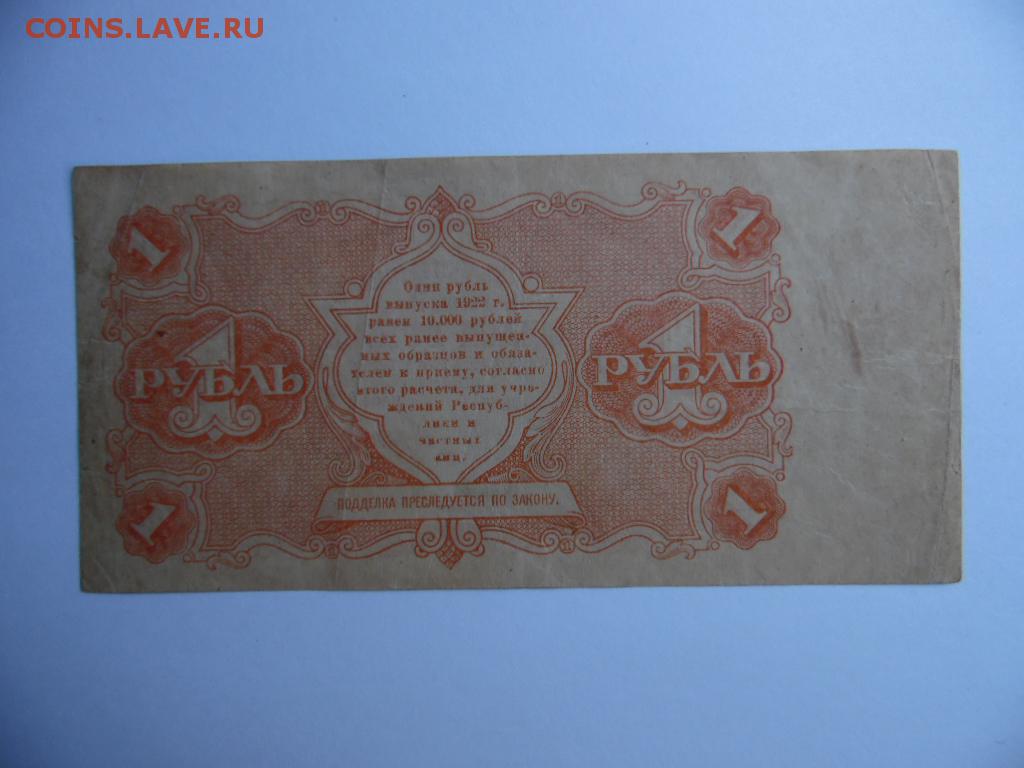 COINS.LAVE.RU
1
1
Один рубль
выпуска 1922 г.
равен 10.000 рублей
всех ранее выпущен-
ных образцов и обяза-
телен к приему, согласно
этого расчета, для учре-
ждений Респуб-
лики и
частных
лиц.
1
РУБЛЬ
1
РУБЛЬ
ПОДДЕЛКА ПРЕСЛЕДУЕТСЯ ПО ЗАКОНУ.
1
1